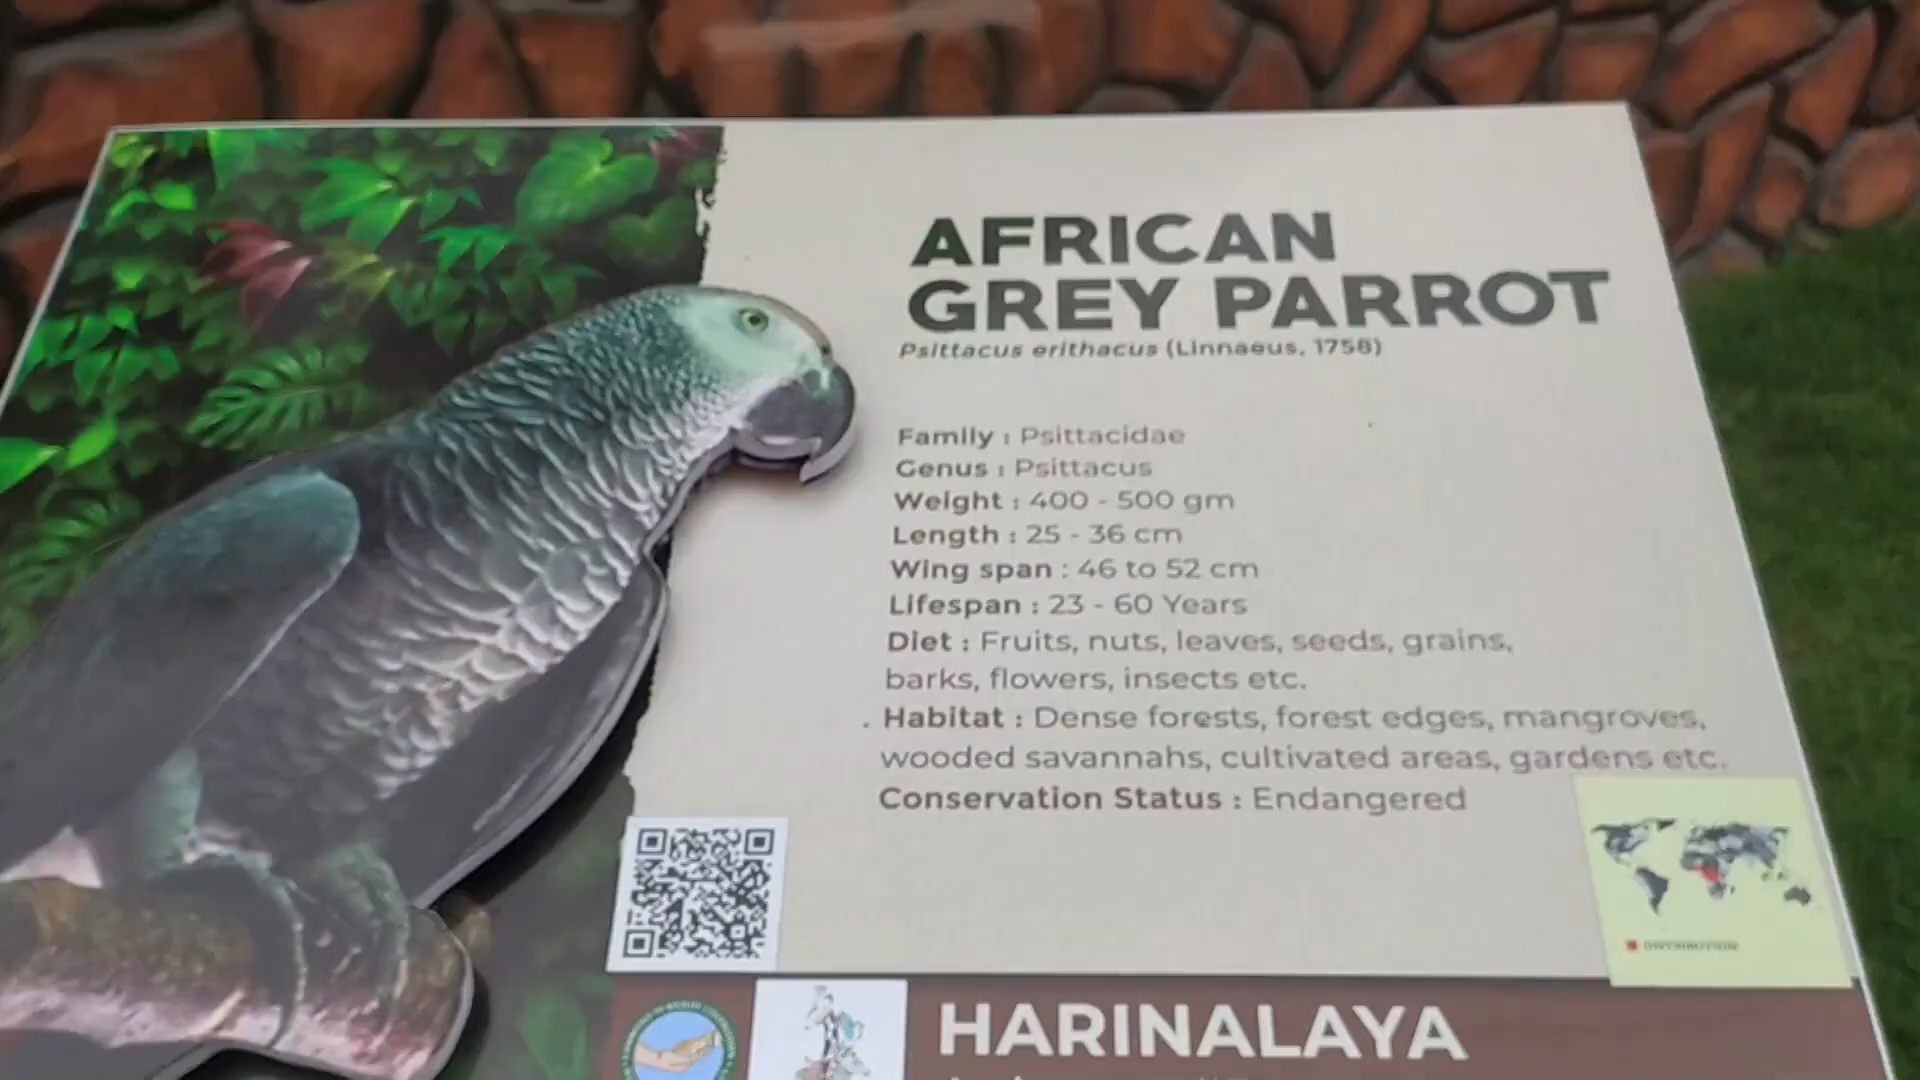 AFRICAN
GREY PARROT
Psittacus erithacus (Linnaeus, 1758)
Family : Psittacidae
Genus : Psittacus
Weight : 400 - 500 gm
Length : 25 - 36 cm
Wing span : 46 to 52 cm
Lifespan : 23 - 60 Years
Diet : Fruits, nuts, leaves, seeds, grains,
barks, flowers, insects etc.
. Habitat : Dense forests, forest edges, mangroves,
wooded savannahs, cultivated areas, gardens etc.
Conservation Status : Endangered
DISTRIBUTION
HARINALAYA